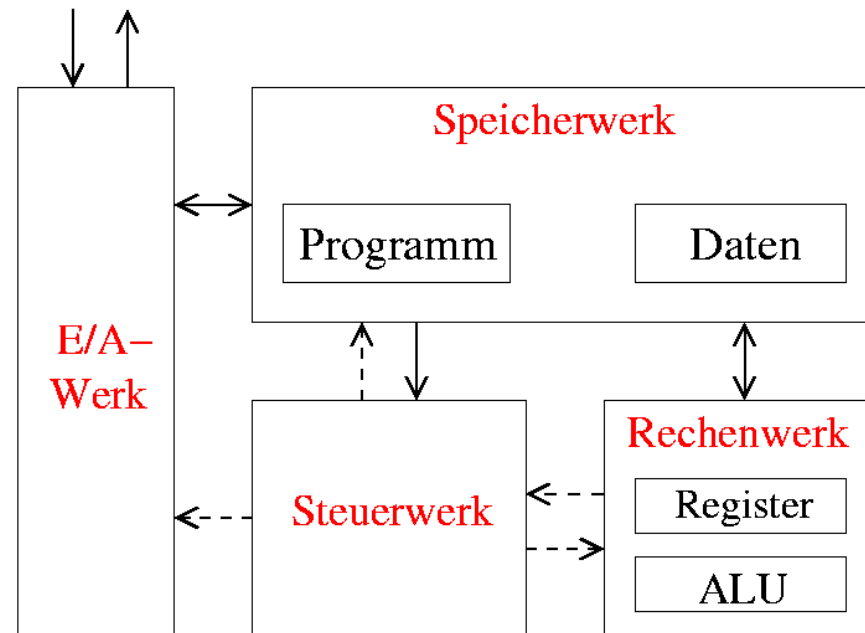 Speicherwerk
Programm
Daten
E/A–
Werk
Steuerwerk
Rechenwerk
Register
ALU